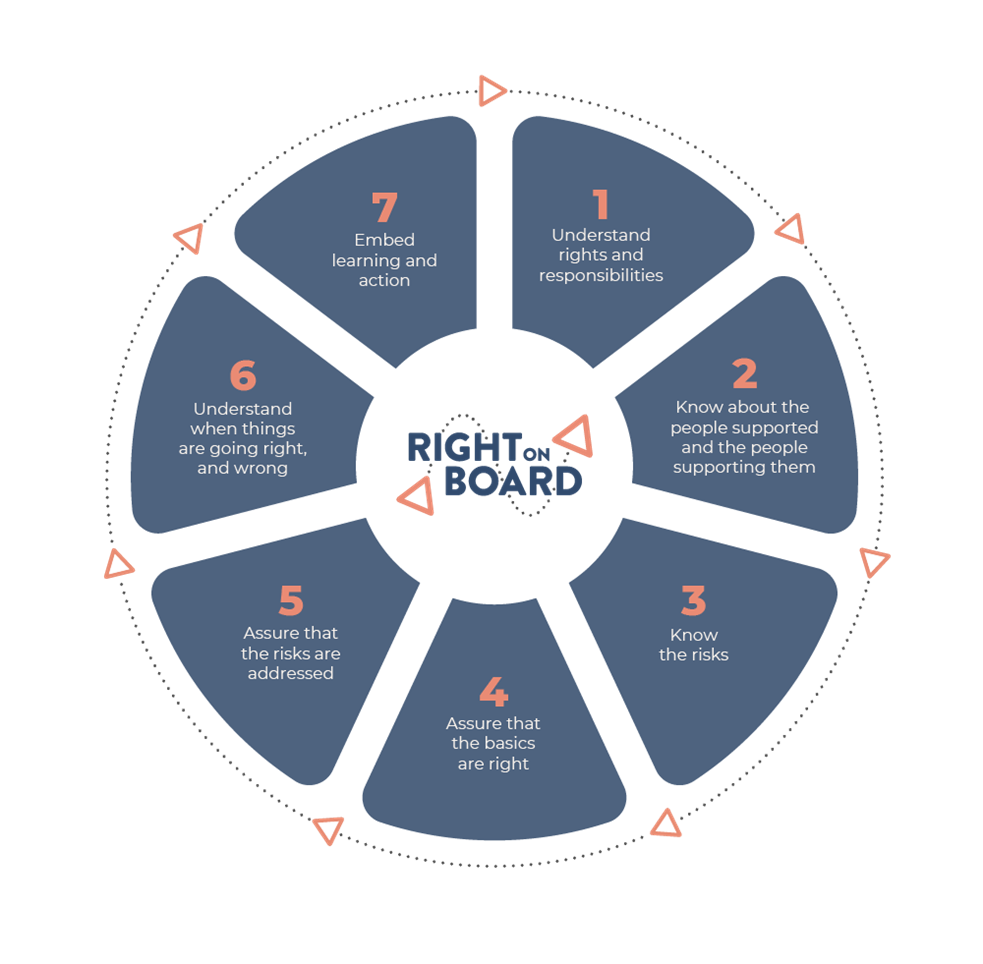 1
Understand
rights and
responsibilities
2
Know about the
people supported
and the people
supporting them
3
Know
the risks
4
Assure that
the basics
are right
5
Assure that
the risks are
addressed
6
Understand
when things
are going right,
and wrong
7
Embed
learning and
action
RIGHT ON
BOARD